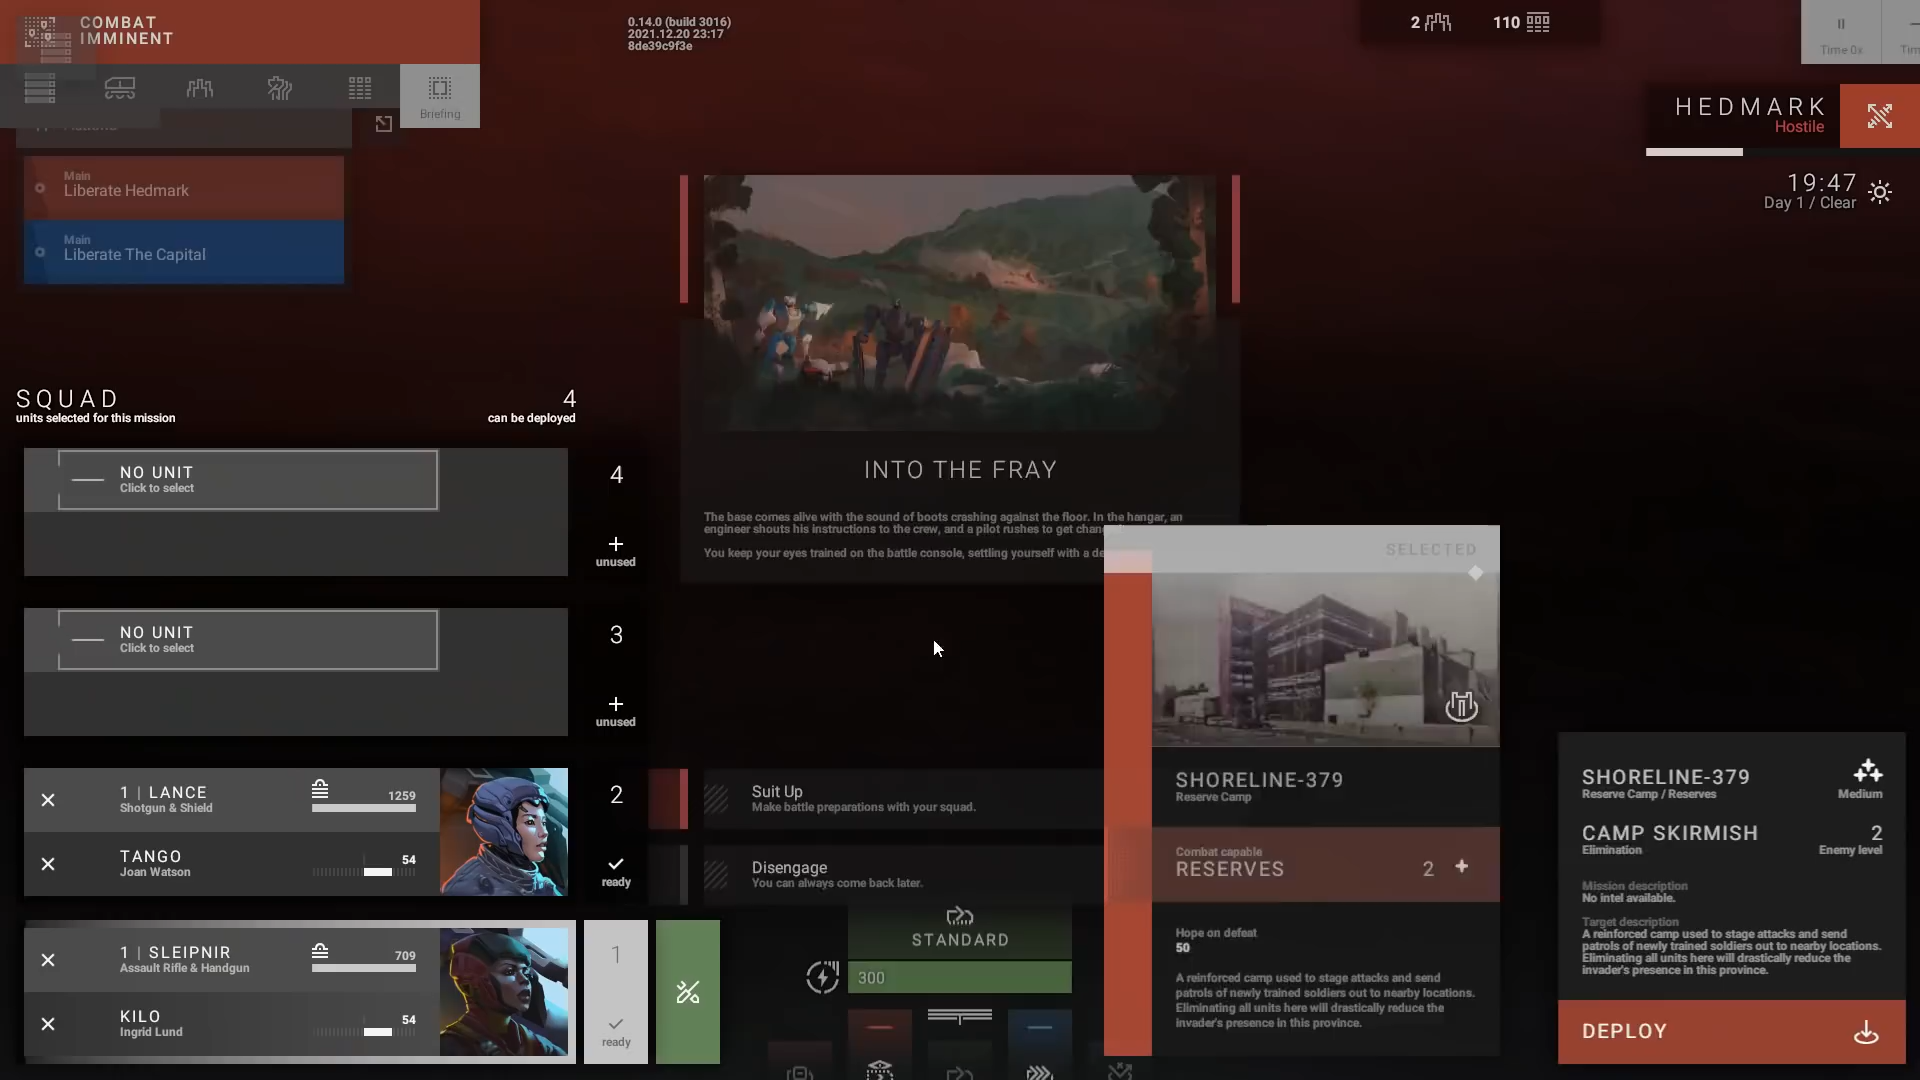 COMBAT
IMMINENT
0.14.0 (build 3016)
2021.12.20 23:17
8de39c9f3e
2
110
Time 0x
Briefing
HEDMARK
Hostile
19:47
Day 1 / Clear
Main
Liberate Hedmark
Main
Liberate The Capital
SQUAD
units selected for this mission
4
can be deployed
NO UNIT
Click to select
4
unused
NO UNIT
Click to select
3
unused
1 | LANCE
Shotgun & Shield
1259
TANGO
Joan Watson
54
2
ready
1 | SLEIPNIR
Assault Rifle & Handgun
709
KILO
Ingrid Lund
54
1
ready
INTO THE FRAY
The base comes alive with the sound of boots crashing against the floor. In the hangar, an
engineer shouts his instructions to the crew, and a pilot rushes to get
You keep your eyes trained on the battle console, settling yourself with a
Suit Up
Make battle preparations with your squad.
Disengage
You can always come back later.
STANDARD
300
SELECTED
SHORELINE-379
Reserve Camp
Combat capable
RESERVES
2 +
Hope on defeat
50
A reinforced camp used to stage attacks and send
patrols of newly trained soldiers out to nearby locations.
Eliminating all units here will drastically reduce the
invader's presence in this province.
SHORELINE-379
Reserve Camp / Reserves
Medium
CAMP SKIRMISH
Elimination
2
Enemy level
Mission description
No intel available.
Target description
A reinforced camp used to stage attacks and send
patrols of newly trained soldiers out to nearby locations.
Eliminating all units here will drastically reduce the
invader's presence in this province.
DEPLOY